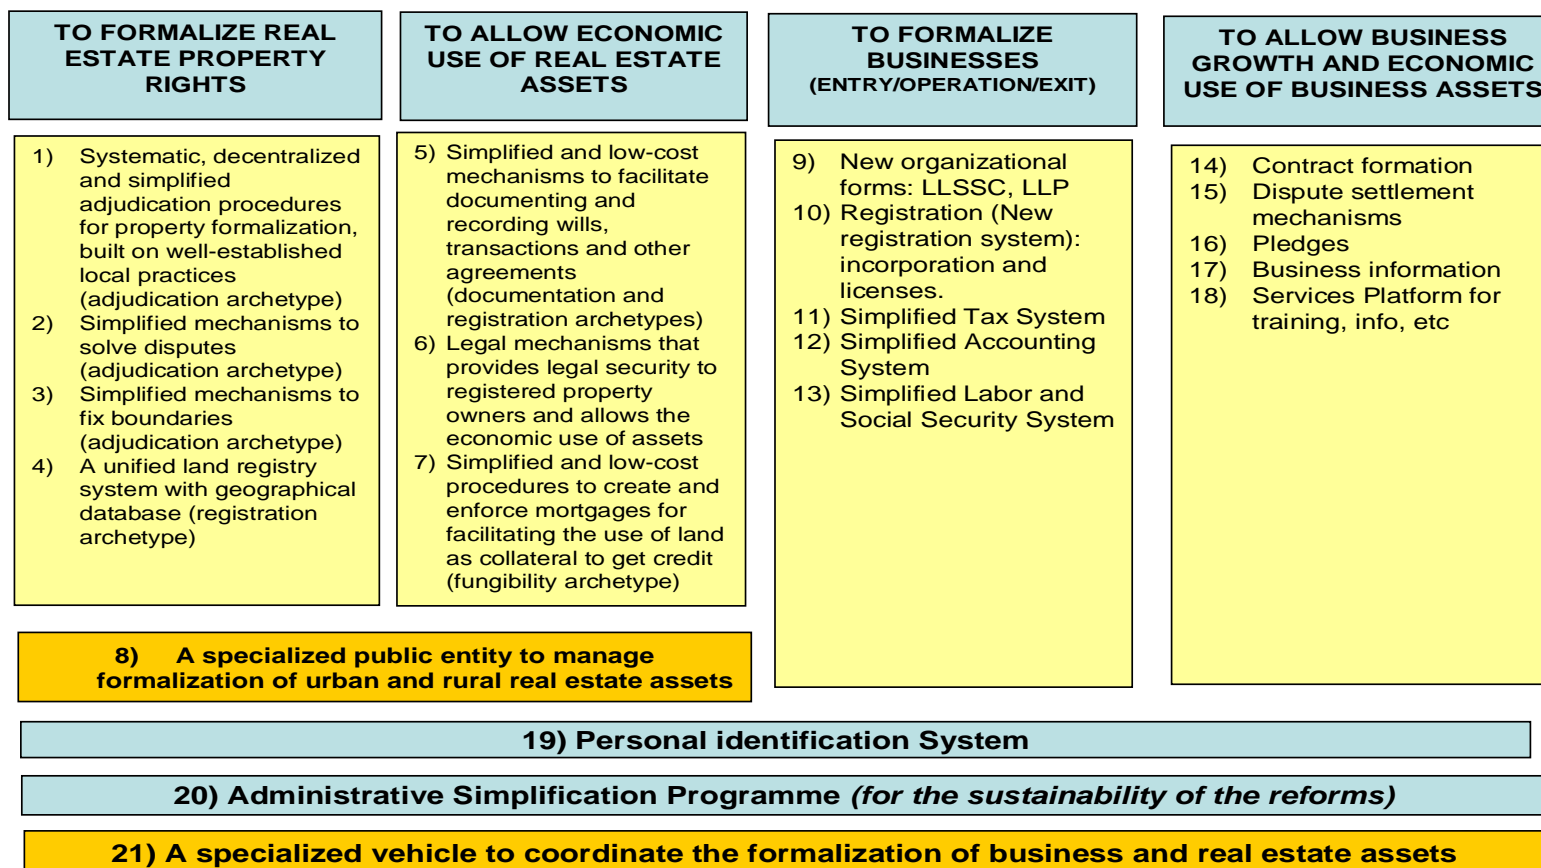 TO FORMALIZE REAL
ESTATE PROPERTY
RIGHTS
1) Systematic, decentralized
and simplified
adjudication procedures
for property formalization,
built on well-established
local practices
(adjudication archetype)
2) Simplified mechanisms to
solve disputes
(adjudication archetype)
3) Simplified mechanisms to
fix boundaries
(adjudication archetype)
4) A unified land registry
system with geographical
database (registration
archetype)
TO ALLOW ECONOMIC
USE OF REAL ESTATE
ASSETS
5) Simplified and low-cost
mechanisms to facilitate
documenting and
recording wills,
transactions and other
agreements
(documentation and
registration archetypes)
6) Legal mechanisms that
provides legal security to
registered property
owners and allows the
economic use of assets
7) Simplified and low-cost
procedures to create and
enforce mortgages for
facilitating the use of land
as collateral to get credit
(fungibility archetype)
8) A specialized public entity to manage
formalization of urban and rural real estate assets
TO FORMALIZE
BUSINESSES
(ENTRY/OPERATION/EXIT)
9) New organizational
forms: LLSSC, LLP
10) Registration (New
registration system):
incorporation and
licenses.
11) Simplified Tax System
12) Simplified Accounting
System
13) Simplified Labor and
Social Security System
TO ALLOW BUSINESS
GROWTH AND ECONOMIC
USE OF BUSINESS ASSETS
14) Contract formation
15) Dispute settlement
mechanisms
16) Pledges
17) Business information
18) Services Platform for
training, info, etc
19) Personal identification System
20) Administrative Simplification Programme (for the sustainability of the reforms)
21) A specialized vehicle to coordinate the formalization of business and real estate assets